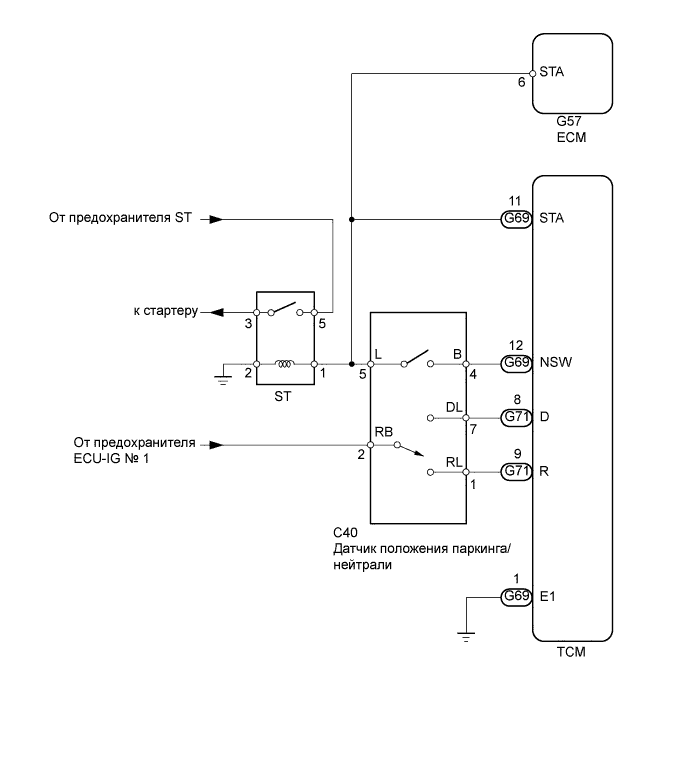 STA
6
G57
ECM
11
От предохранителя ST
G69
STA
к стартеру
3
5
12
L
B
G69
NSW
2
1
5
4
ST
8
DL
G71
D
7
От предохранителя
ECU-IG № 1
RB
2
9
RL
G71
R
1
C40
Датчик положения паркинга/
нейтрали
1
G69
E1
TCM